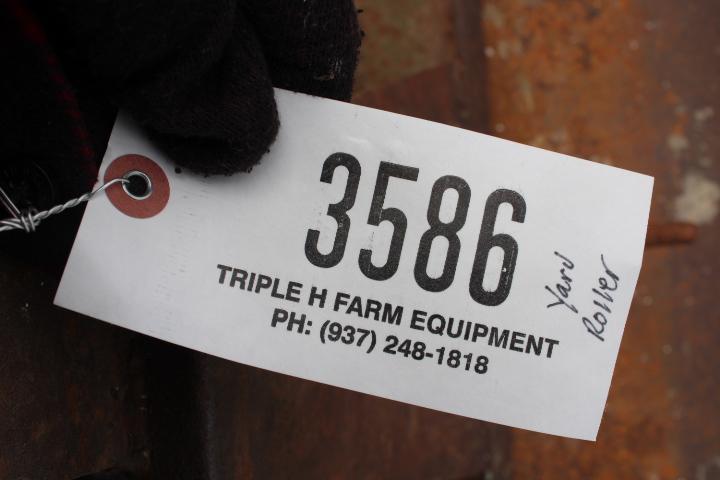 3586
TRIPLE H FARM EQUIPMENT
PH: (937) 248-1818
Yard
Roller